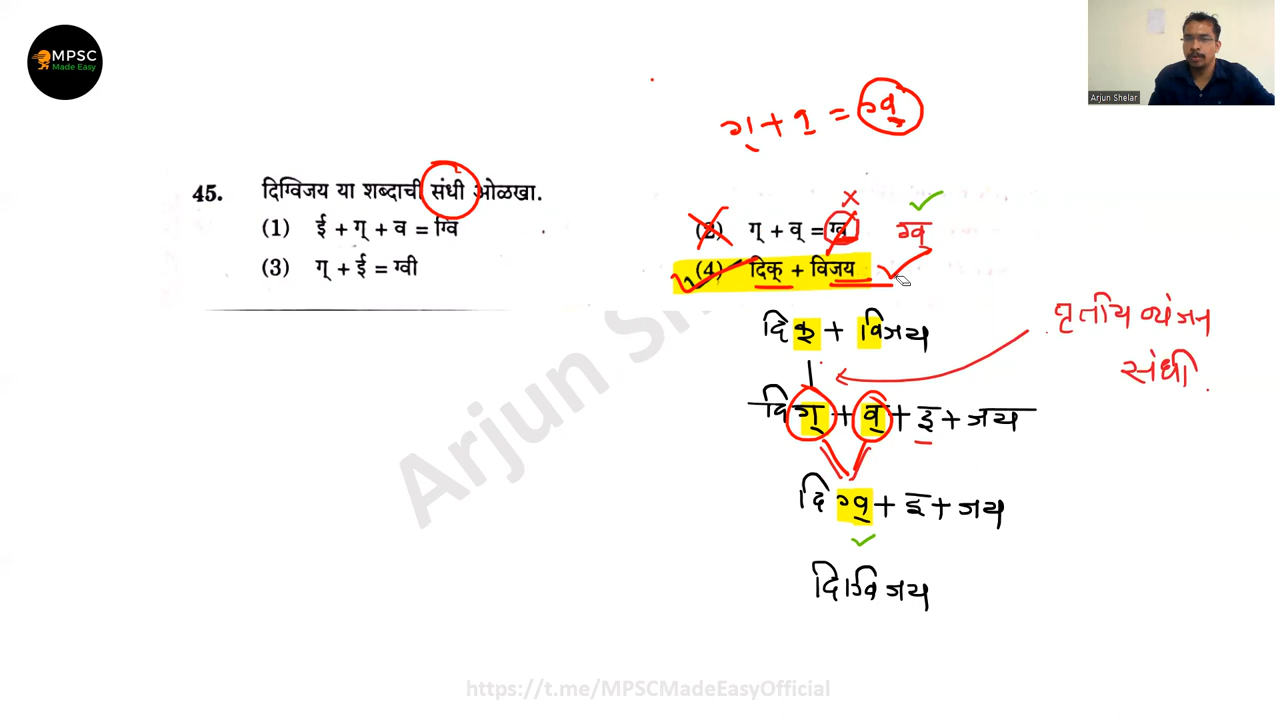 MPSC
Made Easy
Arjun Shelar
ग् + व् = ग्व्
45. दिग्विजय या शब्दाची संधी ओळखा.
(1) ई + ग् + व = ग्वि
(2) ग् + व् = ग्व
ग्व्
(3) ग् + ई = ग्वी
(4) दिक् + विजय
दिक् + विजय
तृतीय व्यंजन
संधी.
दिग् + व् + इ + जय
दिग्व् + इ + जय
दिग्विजय
Arjun She
https://t.me/MPSCMadeEasyOfficial